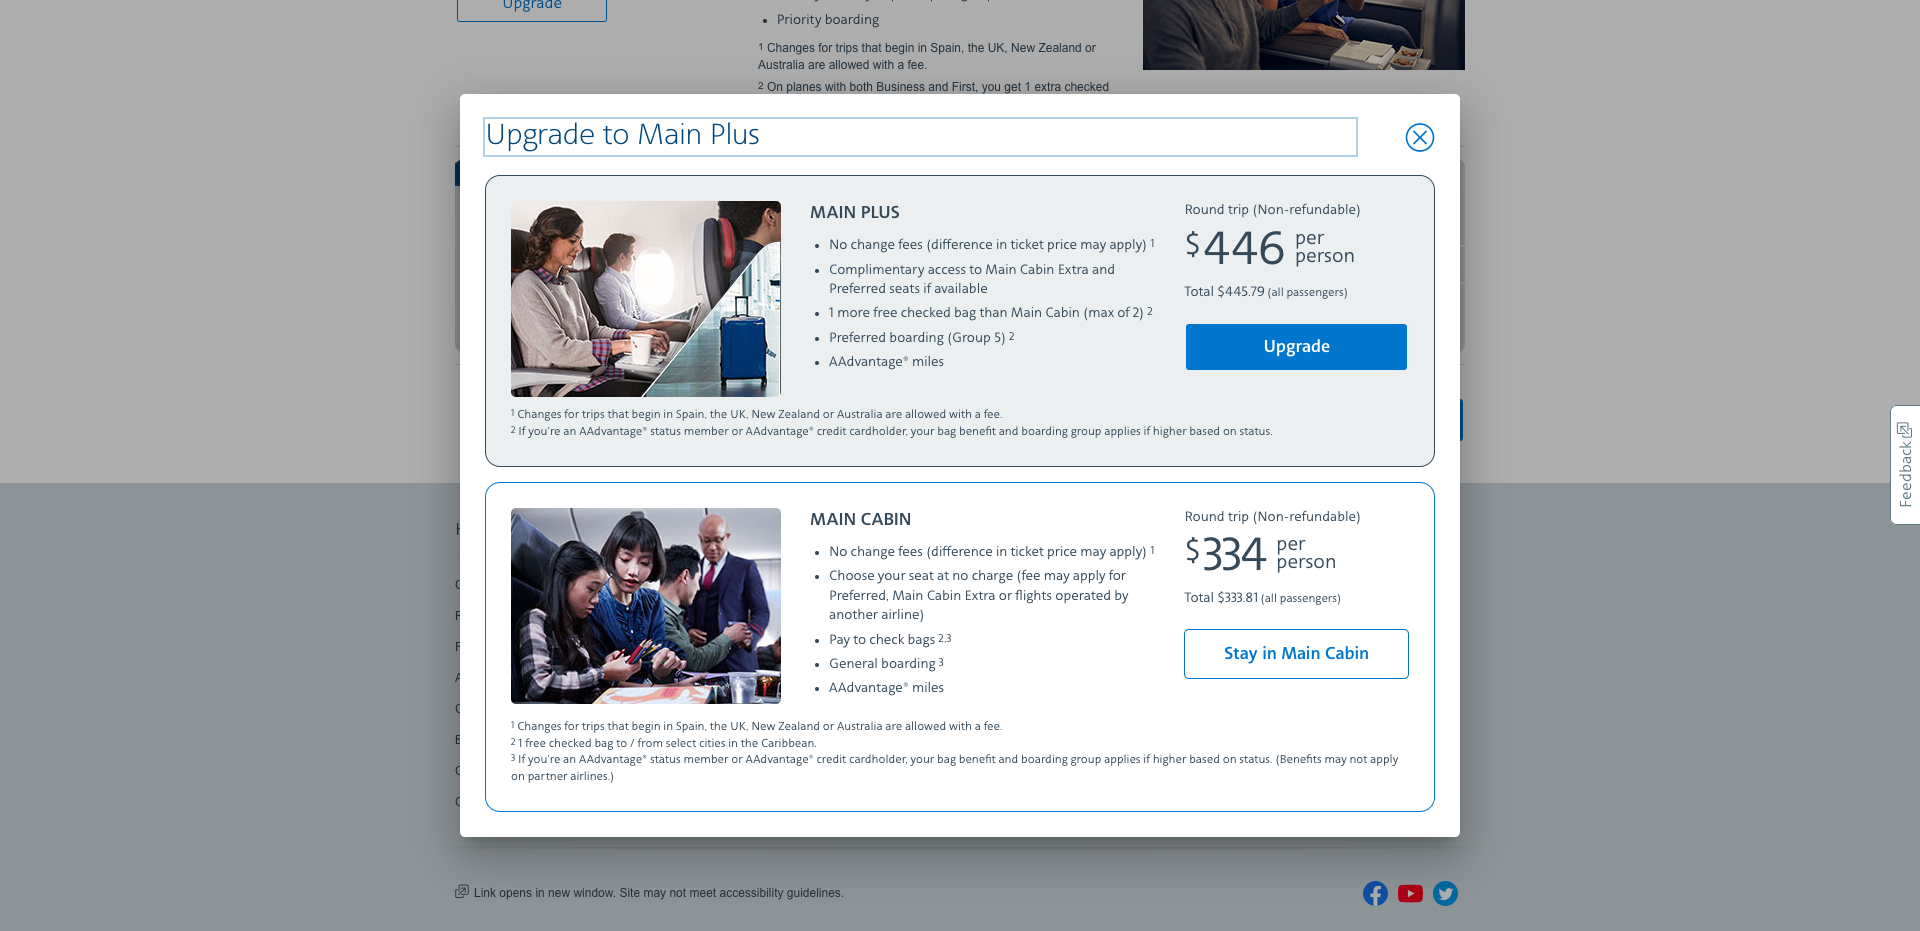 Upgrade
Priority boarding
1 Changes for trips that begin in Spain, the UK, New Zealand or
Australia are allowed with a fee.
2 On planes with both Business and First, you get 1 extra checked
Upgrade to Main Plus
MAIN PLUS
• No change fees (difference in ticket price may apply) 1
• Complimentary access to Main Cabin Extra and
Preferred seats if available
• 1 more free checked bag than Main Cabin (max of 2) 2
• Preferred boarding (Group 5) 2
• AAdvantage® miles
Round trip (Non-refundable)
$446 per person
Total $445.79 (all passengers)
Upgrade
1 Changes for trips that begin in Spain, the UK, New Zealand or Australia are allowed with a fee.
2 If you're an AAdvantage® status member or AAdvantage® credit cardholder, your bag benefit and boarding group applies if higher based on status.
MAIN CABIN
• No change fees (difference in ticket price may apply) 1
• Choose your seat at no charge (fee may apply for
Preferred, Main Cabin Extra or flights operated by
another airline)
• Pay to check bags 2,3
• General boarding 3
• AAdvantage® miles
Round trip (Non-refundable)
$334 per person
Total $333.81 (all passengers)
Stay in Main Cabin
1 Changes for trips that begin in Spain, the UK, New Zealand or Australia are allowed with a fee.
2 1 free checked bag to / from select cities in the Caribbean.
3 If you're an AAdvantage® status member or AAdvantage® credit cardholder, your bag benefit and boarding group applies if higher based on status. (Benefits may not apply
on partner airlines.)
Feedback
Link opens in new window. Site may not meet accessibility guidelines.